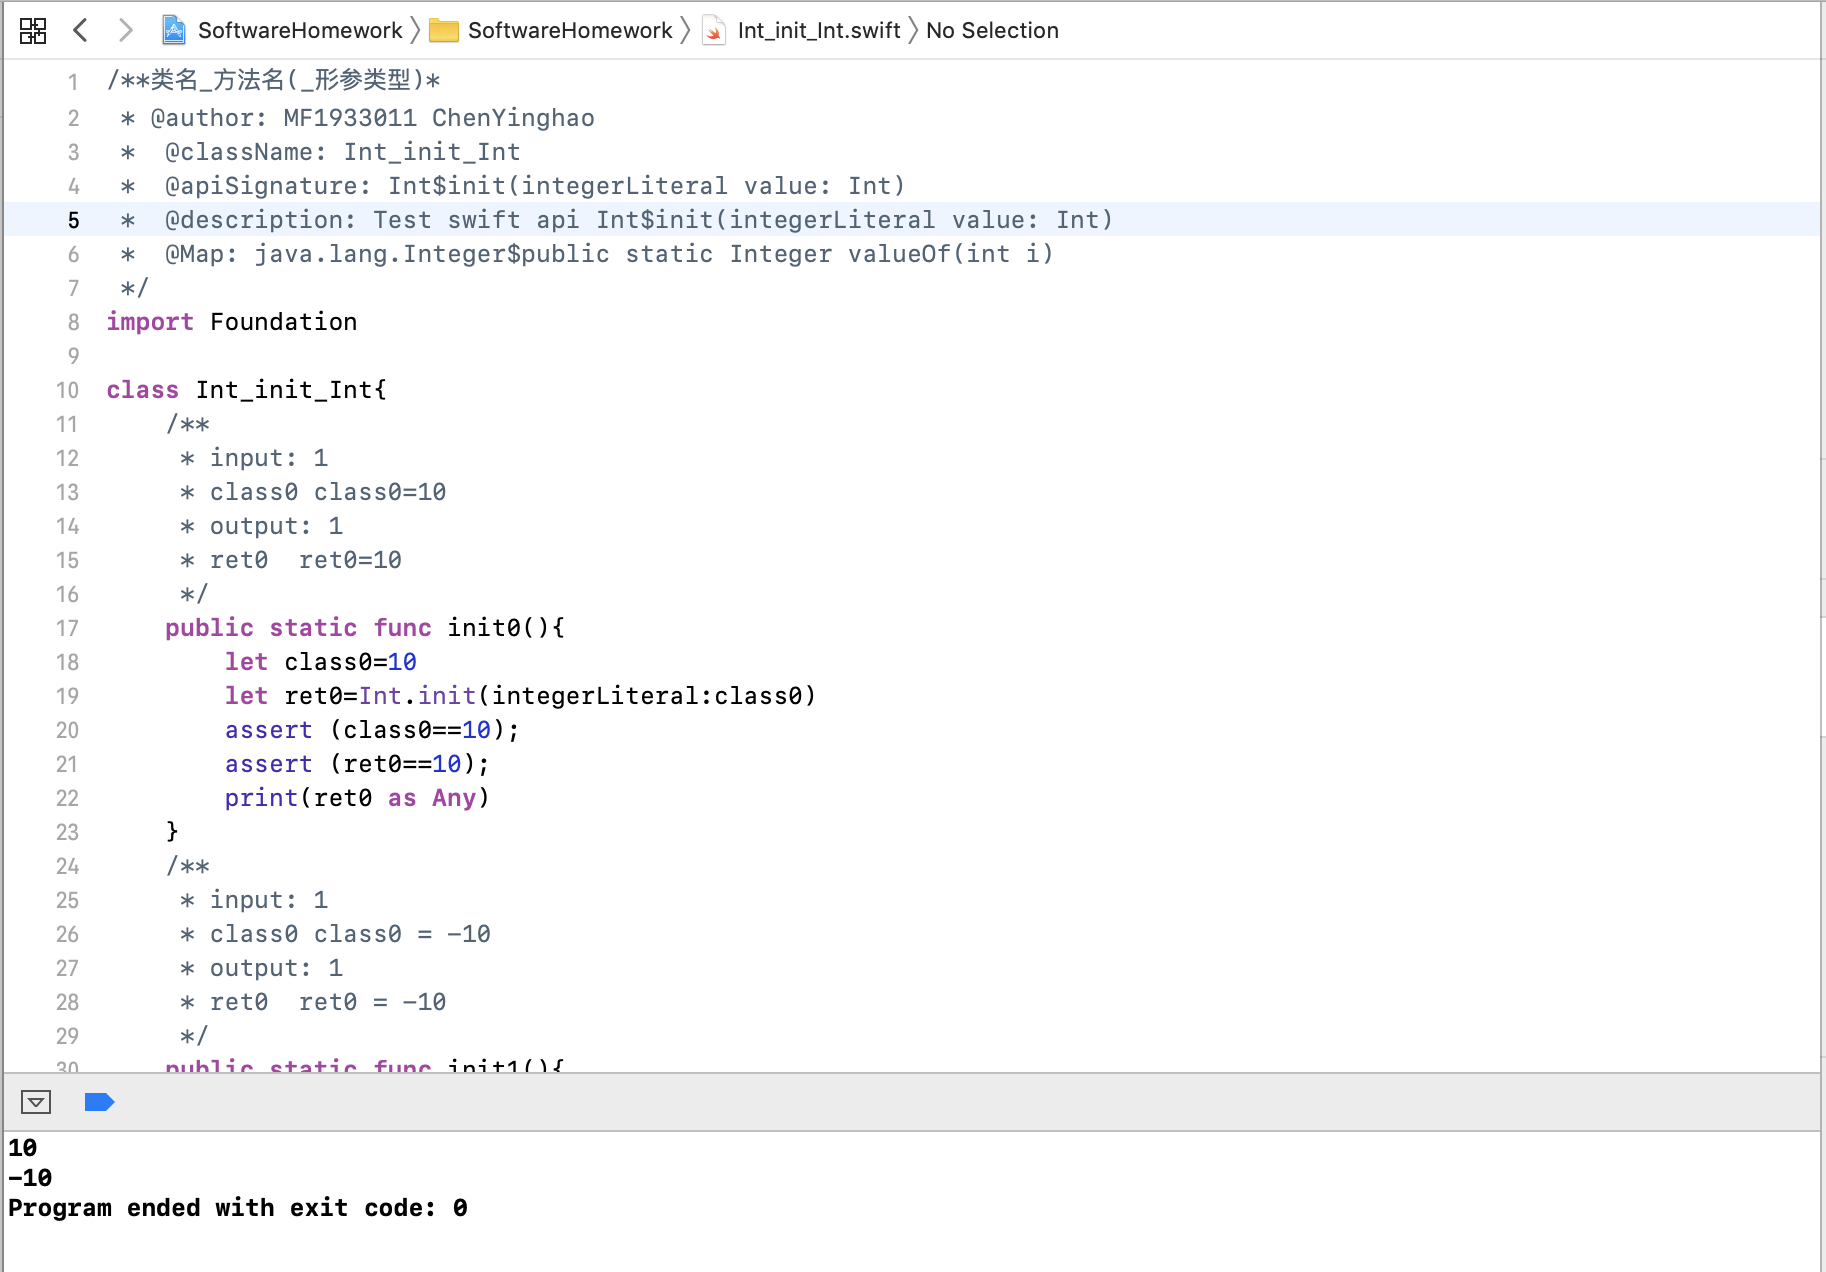 SoftwareHomework SoftwareHomework Int_init_Int.swift No Selection
1 /**类名_方法名(_形参类型)*
2  * @author: MF1933011 ChenYinghao
3  *  @className: Int_init_Int
4  *  @apiSignature: Int$init(integerLiteral value: Int)
5  *  @description: Test swift api Int$init(integerLiteral value: Int)
6  *  @Map: java.lang.Integer$public static Integer valueOf(int i)
7  */
8 import Foundation
9
10 class Int_init_Int{
11     /**
12      * input: 1
13      * class0 class0=10
14      * output: 1
15      * ret0  ret0=10
16      */
17     public static func init0(){
18         let class0=10
19         let ret0=Int.init(integerLiteral:class0)
20         assert (class0==10);
21         assert (ret0==10);
22         print(ret0 as Any)
23     }
24     /**
25      * input: 1
26      * class0 class0 = -10
27      * output: 1
28      * ret0  ret0 = -10
29      */
30     public static func init1(){
10
-10
Program ended with exit code: 0